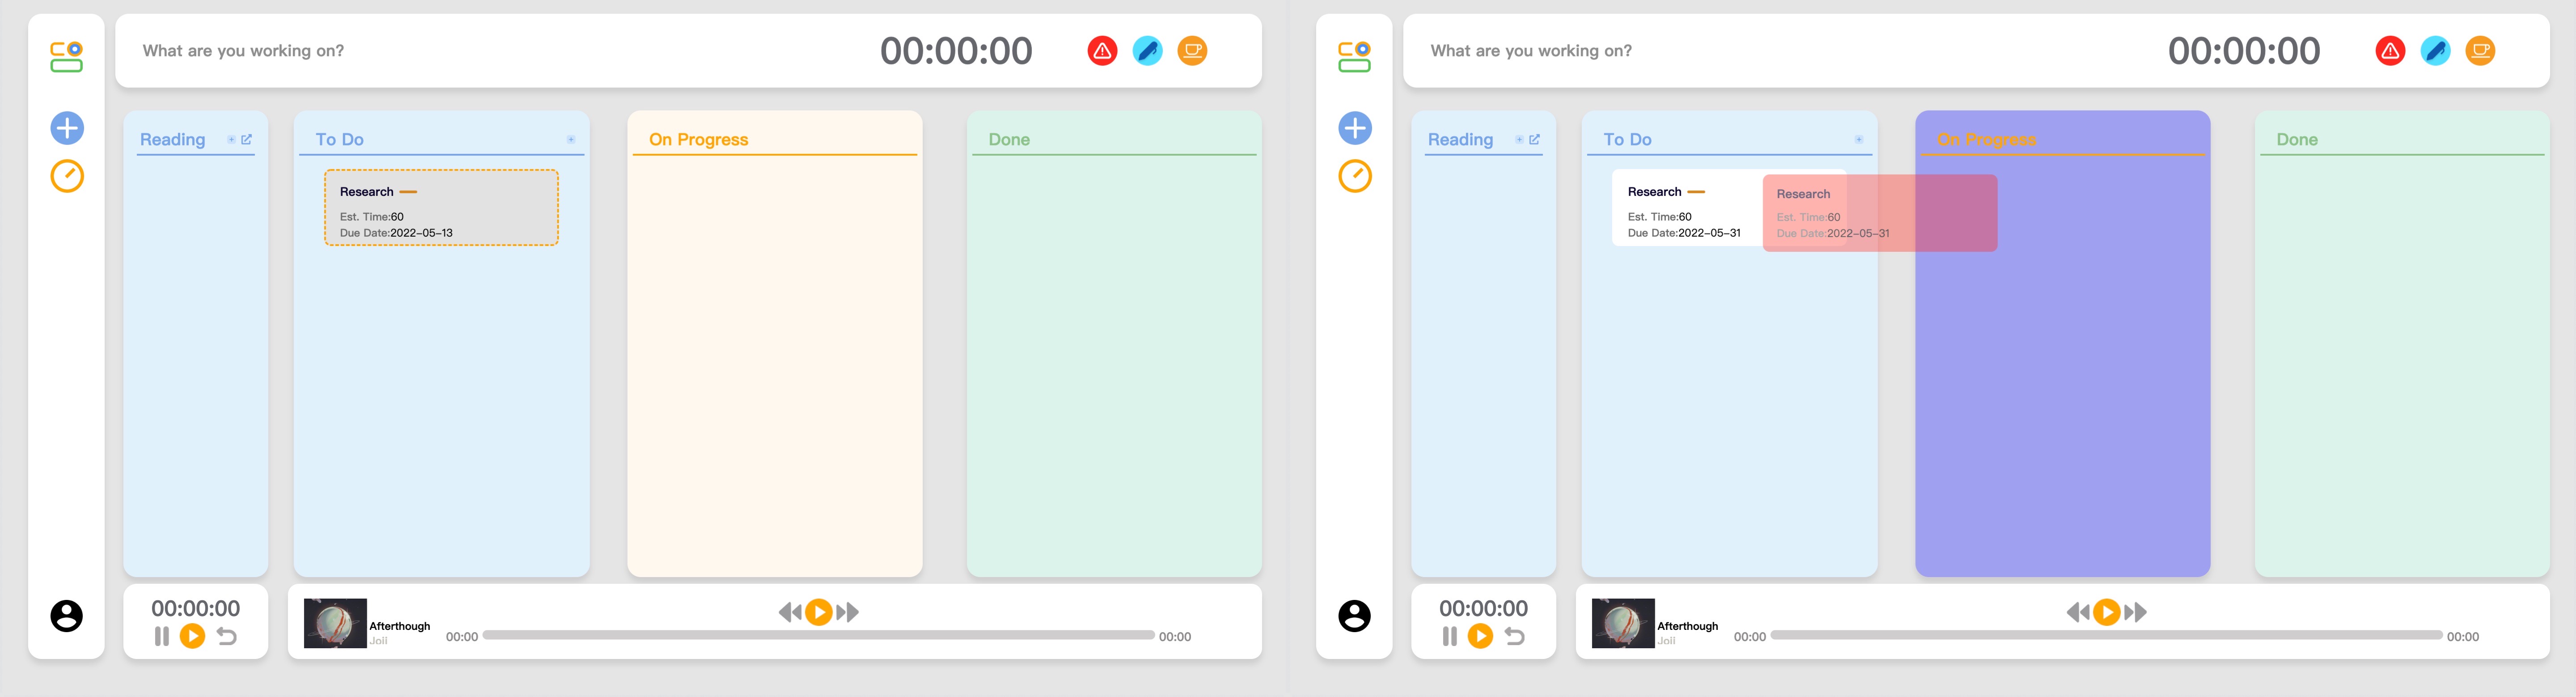 What are you working on?
00:00:00
Reading
To Do
On Progress
Done
Research
Est. Time:60
Due Date:2022-05-13
00:00:00
Afterthough
Joii
00:00
00:00
What are you working on?
00:00:00
Reading
To Do
On Progress
Done
Research
Est. Time:60
Due Date:2022-05-31
Research
Est. Time:60
Due Date:2022-05-31
00:00:00
Afterthough
Joii
00:00
00:00